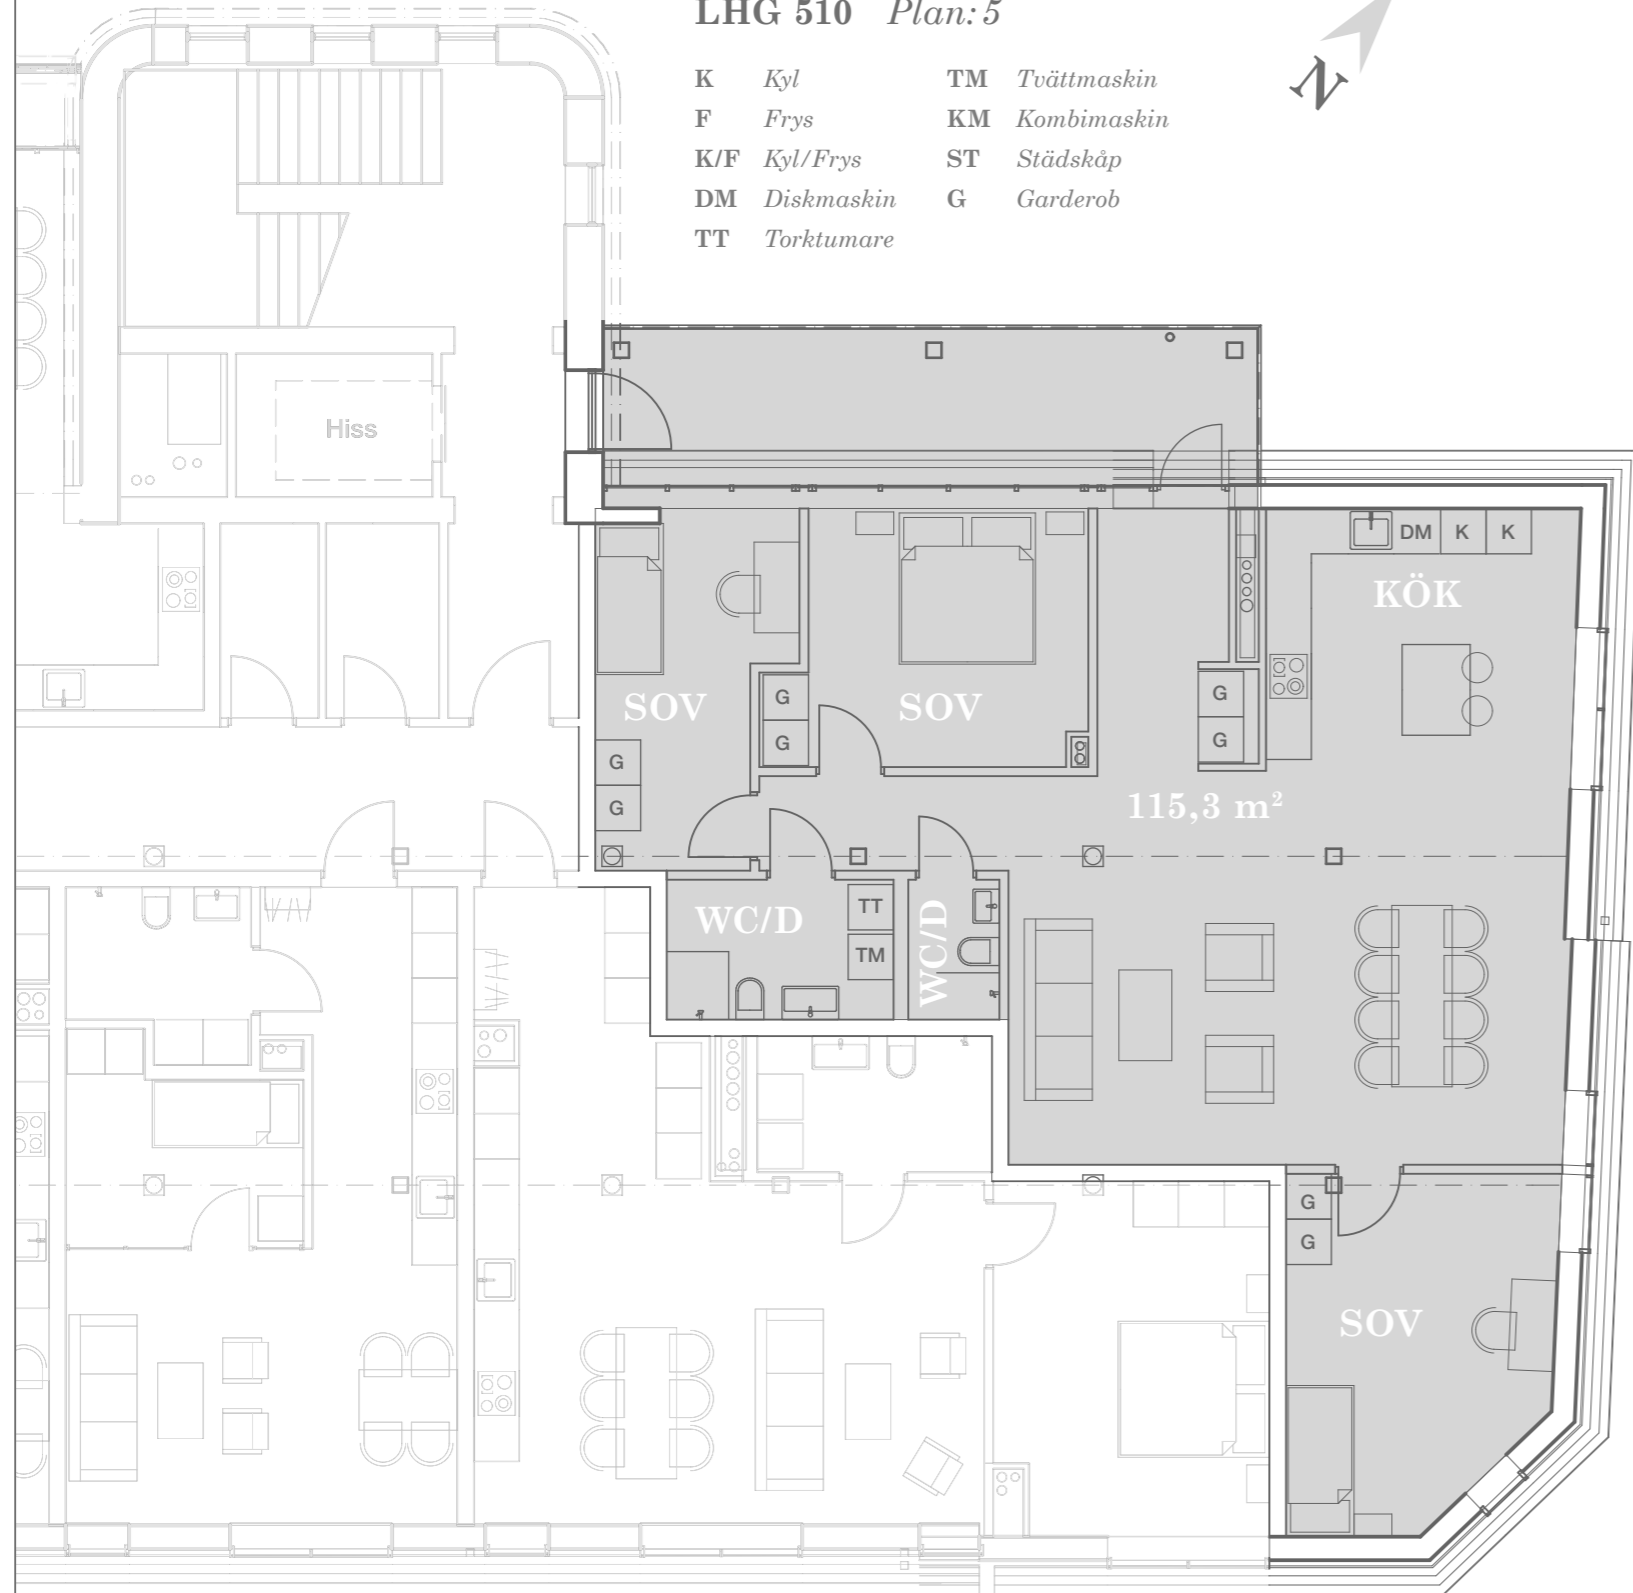 LHG 510 Plan: 5
N
K Kyl TM Tvättmaskin
F Frys KM Kombimaskin
K/F Kyl/Frys ST Städskåp
DM Diskmaskin G Garderob
TT Torktumare
Hiss
DM K K
KÖK
SOV
G
SOV
G
G
G
G
G
G
115,3 m²
WC/D
TT
TM
WC/D
G
G
SOV